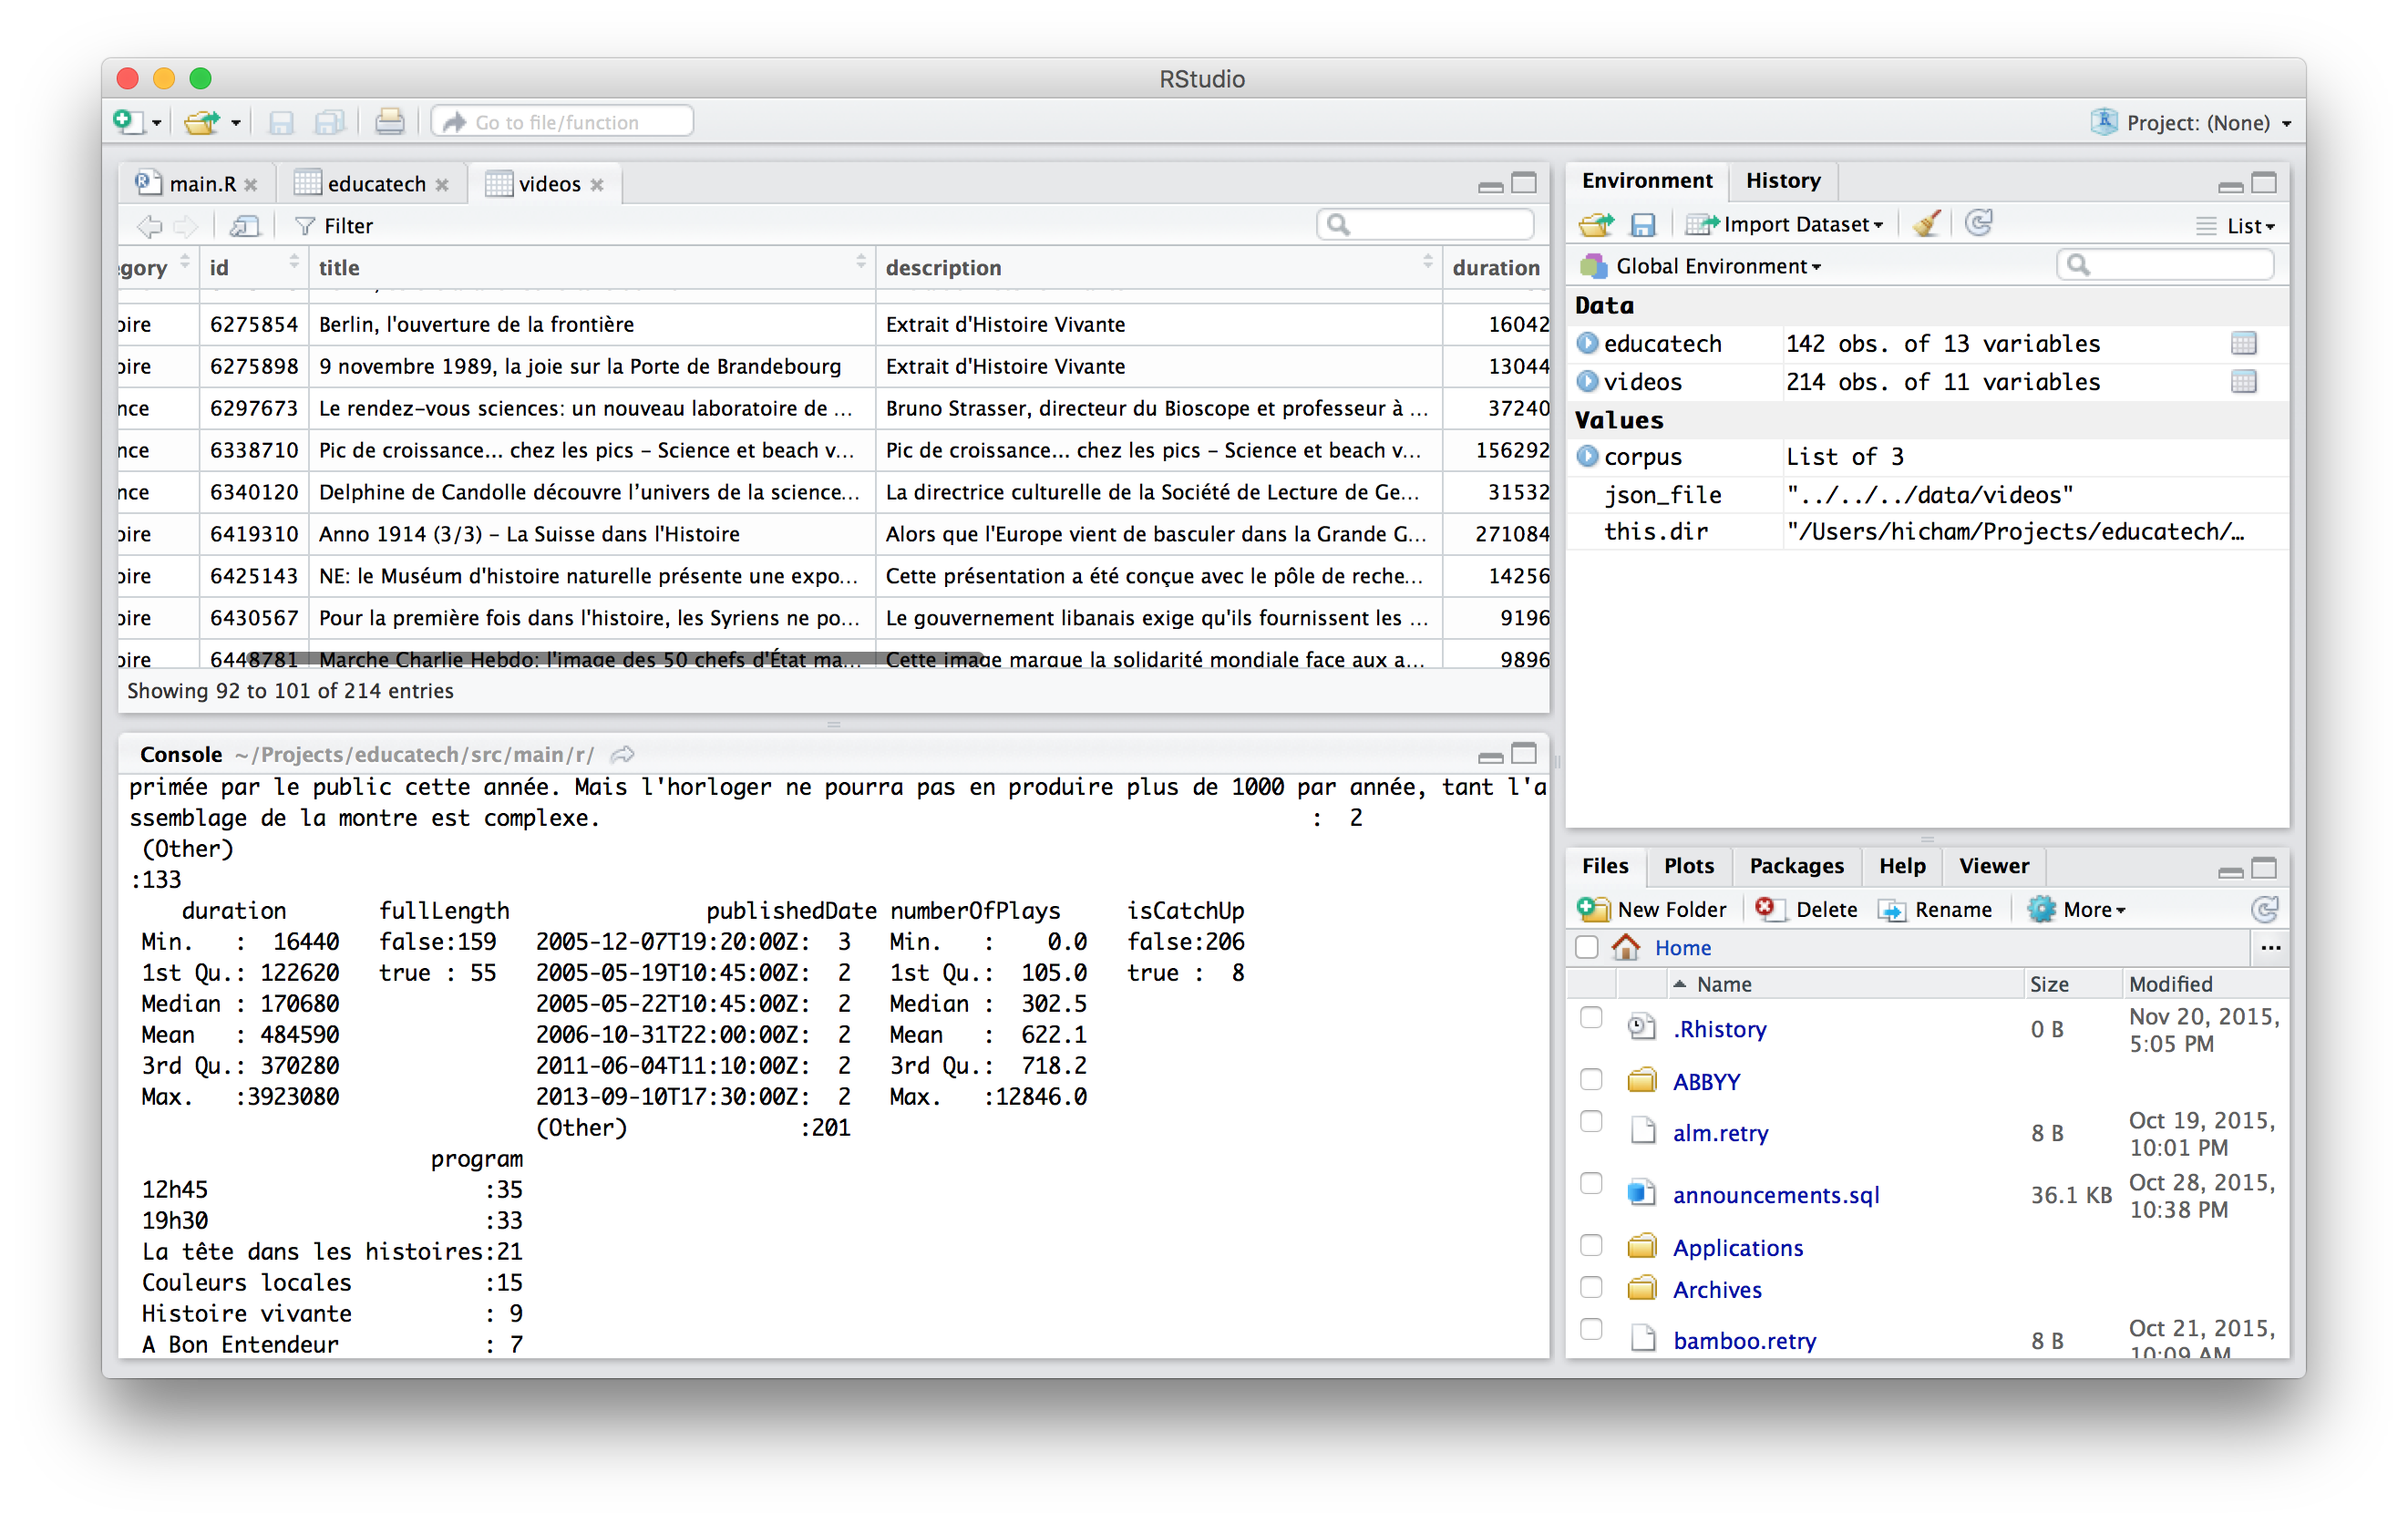 RStudio
Go to file/function
Project: (None)
main.R
educatech
videos
Filter
egory id title description duration
oire 6275854 Berlin, l'ouverture de la frontière Extrait d'Histoire Vivante 16042
oire 6275898 9 novembre 1989, la joie sur la Porte de Brandebourg Extrait d'Histoire Vivante 13044
nce 6297673 Le rendez-vous sciences: un nouveau laboratoire de ... Bruno Strasser, directeur du Bioscope et professeur à ... 37240
nce 6338710 Pic de croissance... chez les pics – Science et beach v... Pic de croissance... chez les pics – Science et beach v... 156292
nce 6340120 Delphine de Candolle découvre l’univers de la science... La directrice culturelle de la Société de Lecture de Ge... 31532
oire 6419310 Anno 1914 (3/3) – La Suisse dans l'Histoire Alors que l'Europe vient de basculer dans la Grande G... 271084
oire 6425143 NE: le Muséum d'histoire naturelle présente une expo... Cette présentation a été conçue avec le pôle de reche... 14256
oire 6430567 Pour la première fois dans l'histoire, les Syriens ne po... Le gouvernement libanais exige qu'ils fournissent les ... 9196
oire 6448781 Marche Charlie Hebdo: l'image des 50 chefs d'État ma... Cette image marque la solidarité mondiale face aux a... 9896
Showing 92 to 101 of 214 entries
Console ~/Projects/educatech/src/main/r/
primée par le public cette année. Mais l'horloger ne pourra pas en produire plus de 1000 par année, tant l'a
ssemblage de la montre est complexe. : 2
(Other)
:133
duration fullLength publishedDate numberOfPlays isCatchUp
Min. : 16440 false:159 2005-12-07T19:20:00Z: 3 Min. : 0.0 false:206
1st Qu.: 122620 true : 55 2005-05-19T10:45:00Z: 2 1st Qu.: 105.0 true : 8
Median : 170680 2005-05-22T10:45:00Z: 2 Median : 302.5
Mean : 484590 2006-10-31T22:00:00Z: 2 Mean : 622.1
3rd Qu.: 370280 2011-06-04T11:10:00Z: 2 3rd Qu.: 718.2
Max. :3923080 2013-09-10T17:30:00Z: 2 Max. :12846.0
(Other) :201
program
12h45 :35
19h30 :33
La tête dans les histoires:21
Couleurs locales :15
Histoire vivante : 9
A Bon Entendeur : 7
Environment History
Import Dataset List
Global Environment
Data
educatech 142 obs. of 13 variables
videos 214 obs. of 11 variables
Values
corpus List of 3
json_file "../../../data/videos"
this.dir "/Users/hicham/Projects/educatech/…
Files Plots Packages Help Viewer
New Folder Delete Rename More
Home ...
Name Size Modified
.Rhistory 0 B Nov 20, 2015, 5:05 PM
ABBYY
alm.retry 8 B Oct 19, 2015, 10:01 PM
announcements.sql 36.1 KB Oct 28, 2015, 10:38 PM
Applications
Archives
bamboo.retry 8 B Oct 21, 2015, 10:09 AM